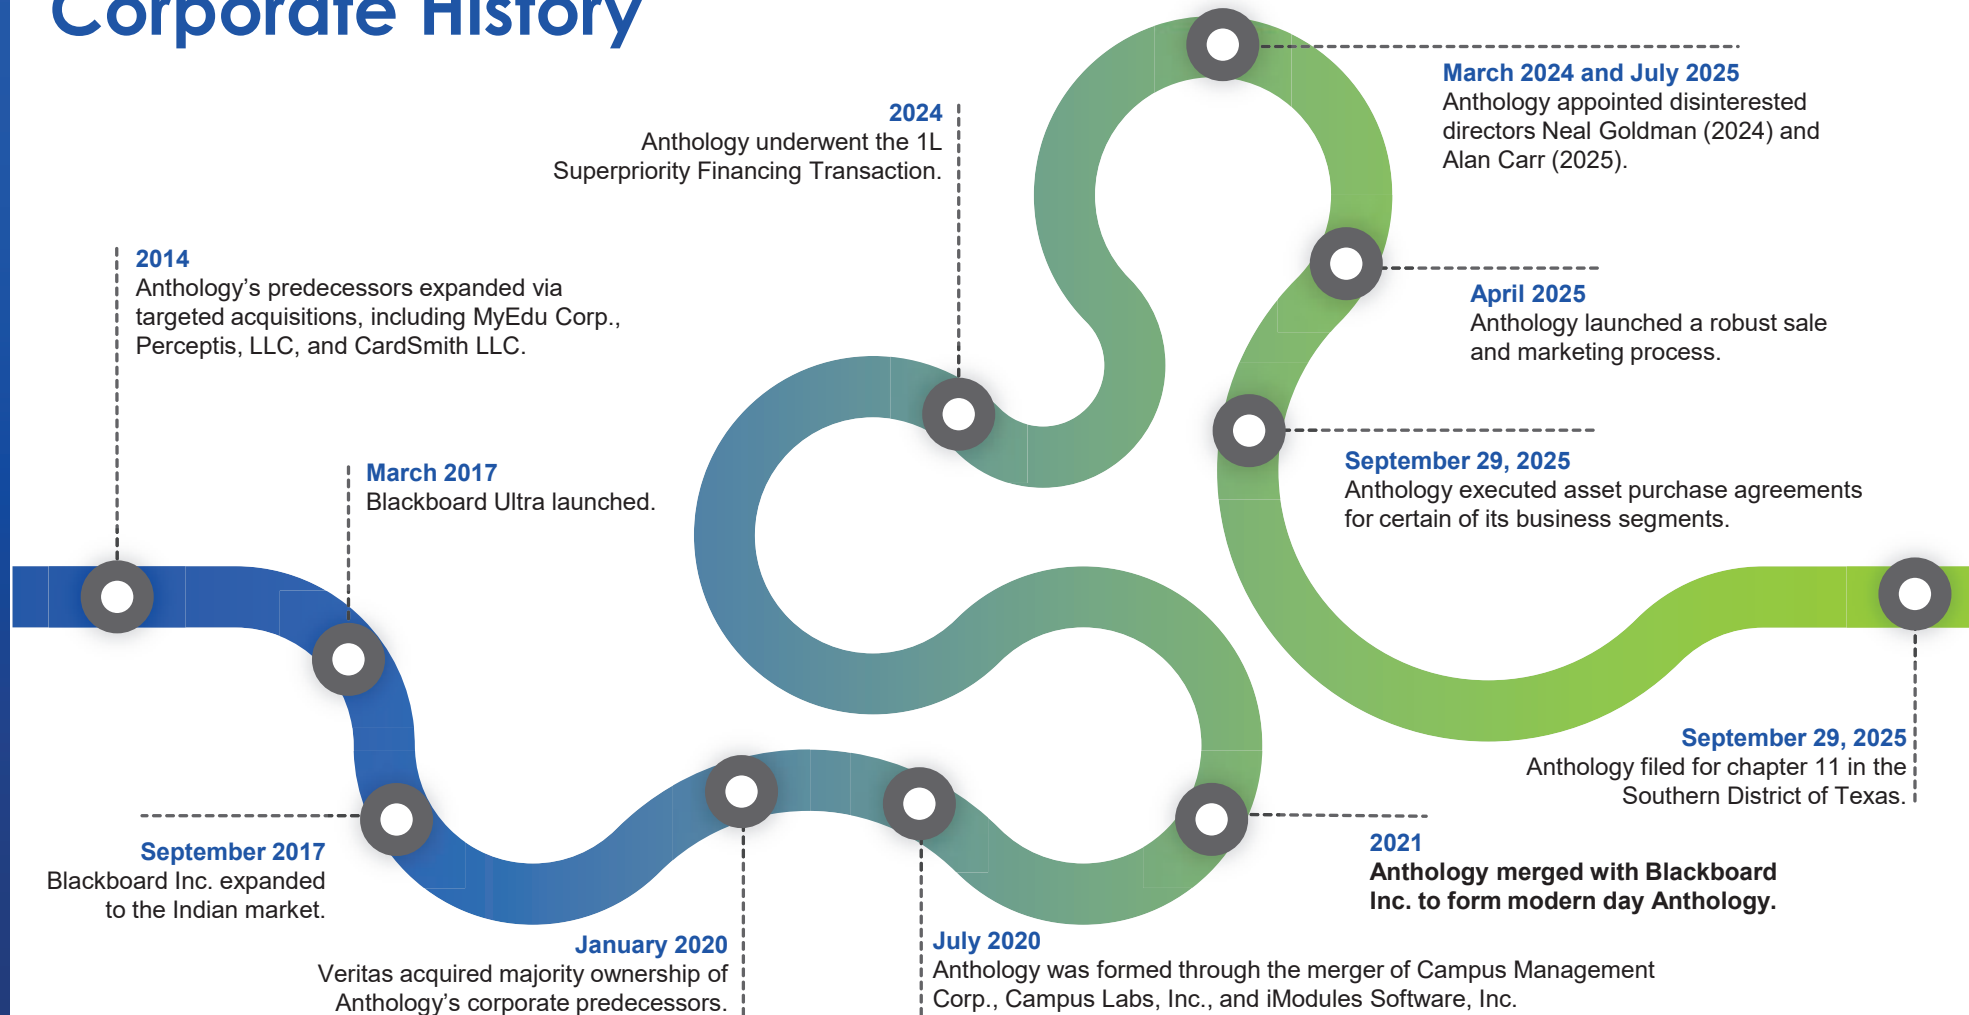 Corporate History
2014
Anthology’s predecessors expanded via
targeted acquisitions, including MyEdu Corp.,
Perceptis, LLC, and CardSmith LLC.
March 2017
Blackboard Ultra launched.
September 2017
Blackboard Inc. expanded
to the Indian market.
January 2020
Veritas acquired majority ownership of
Anthology’s corporate predecessors.
July 2020
Anthology was formed through the merger of Campus Management
Corp., Campus Labs, Inc., and iModules Software, Inc.
2021
Anthology merged with Blackboard
Inc. to form modern day Anthology.
2024
Anthology underwent the 1L
Superpriority Financing Transaction.
March 2024 and July 2025
Anthology appointed disinterested
directors Neal Goldman (2024) and
Alan Carr (2025).
April 2025
Anthology launched a robust sale
and marketing process.
September 29, 2025
Anthology executed asset purchase agreements
for certain of its business segments.
September 29, 2025
Anthology filed for chapter 11 in the
Southern District of Texas.